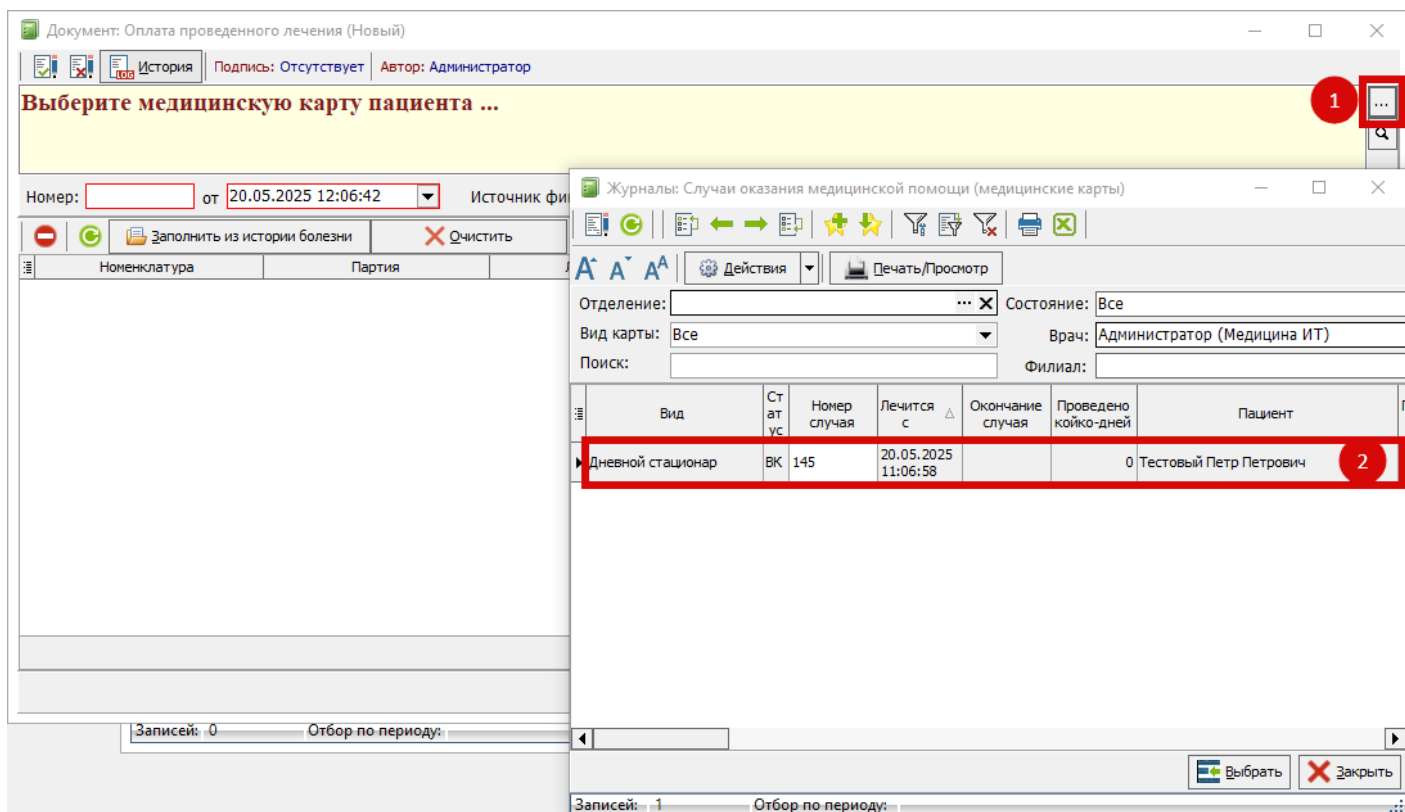 Документ: Оплата проведенного лечения (Новый)
LOG История Подпись: Отсутствует Автор: Администратор
Выберите медицинскую карту пациента ...
1 ...
Номер: от 20.05.2025 12:06:42 Источник фи
Заполнить из истории болезни Очистить
Номенклатура Партия
Журналы: Случаи оказания медицинской помощи (медицинские карты)
Действия Печать/Просмотр
Отделение: ... Состояние: Все
Вид карты: Все Врач: Администратор (Медицина ИТ)
Поиск: Филиал:
Вид Статус Номер случая Лечится с Окончание случая Проведено койко-дней Пациент
Дневной стационар ВК 145 20.05.2025 11:06:58 0 Тестовый Петр Петрович 2
Выбрать Закрыть
Записей: 1 Отбор по периоду:
Записей: 0 Отбор по периоду: